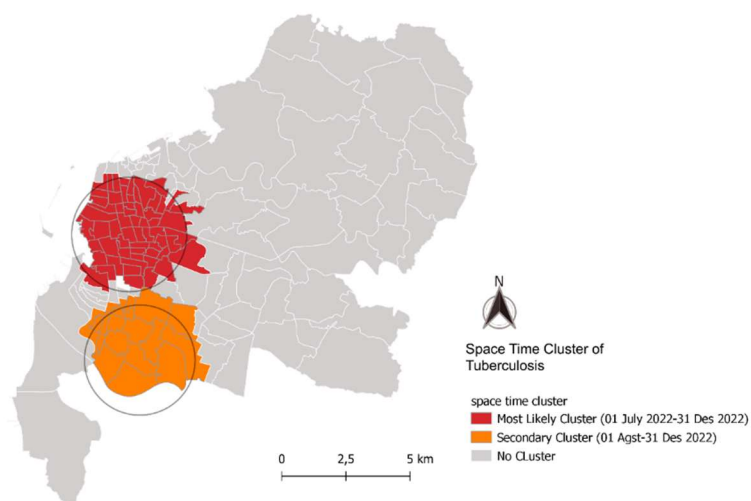 N
Space Time Cluster of
Tuberculosis
space time cluster
Most Likely Cluster (01 July 2022-31 Des 2022)
Secondary Cluster (01 Agst-31 Des 2022)
No CLuster
0 2,5 5 km